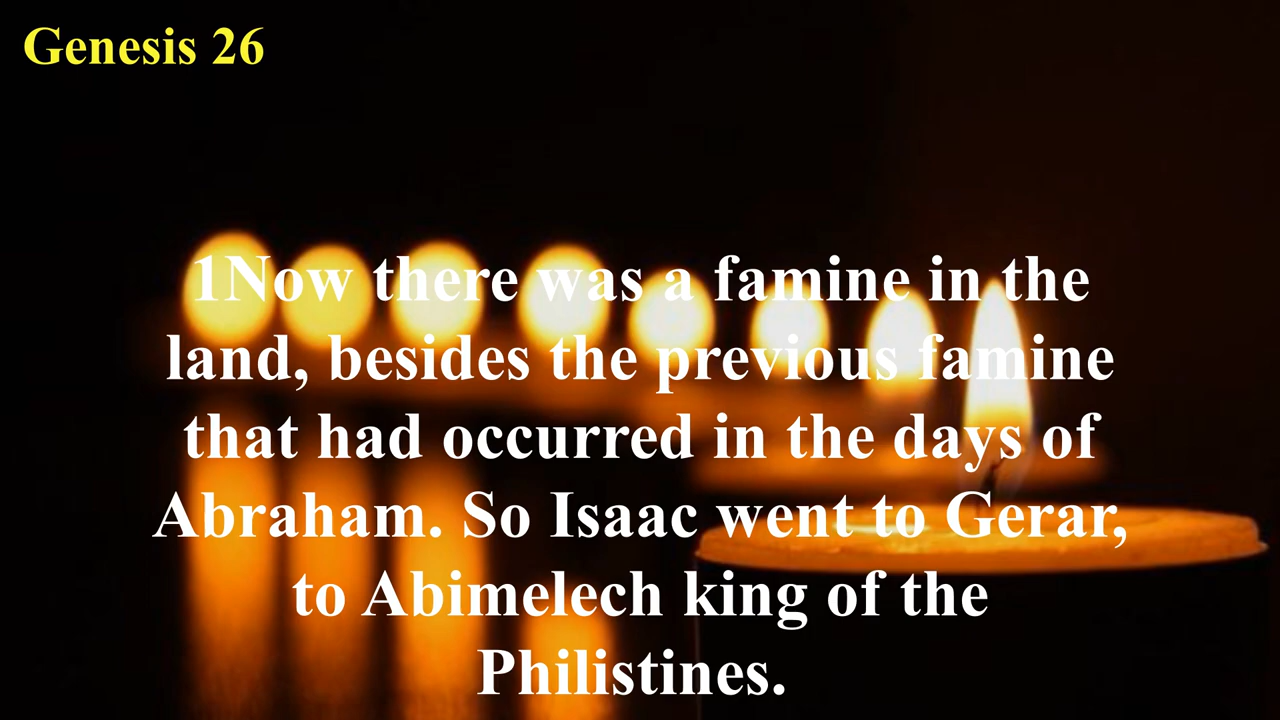 Genesis 26
1Now there was a famine in the
land, besides the previous famine
that had occurred in the days of
Abraham. So Isaac went to Gerar,
to Abimelech king of the
Philistines.